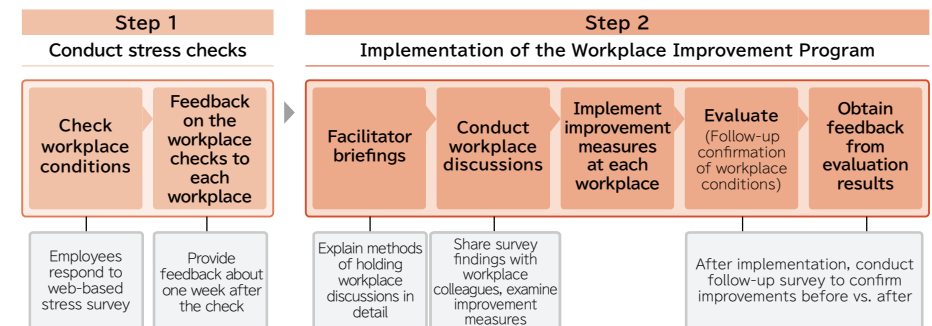 Step 1
Conduct stress checks
Check
workplace
conditions
Feedback
on the
workplace
checks to
each
workplace
Employees
respond to
web-based
stress survey
Provide
feedback about
one week after
the check
Step 2
Implementation of the Workplace Improvement Program
Facilitator
briefings
Conduct
workplace
discussions
Implement
improvement
measures
at each
workplace
Evaluate
(Follow-up
confirmation
of workplace
conditions)
Obtain
feedback
from
evaluation
results
Explain methods
of holding
workplace
discussions in
detail
Share survey
findings with
workplace
colleagues, examine
improvement
measures
After implementation, conduct
follow-up survey to confirm
improvements before vs. after